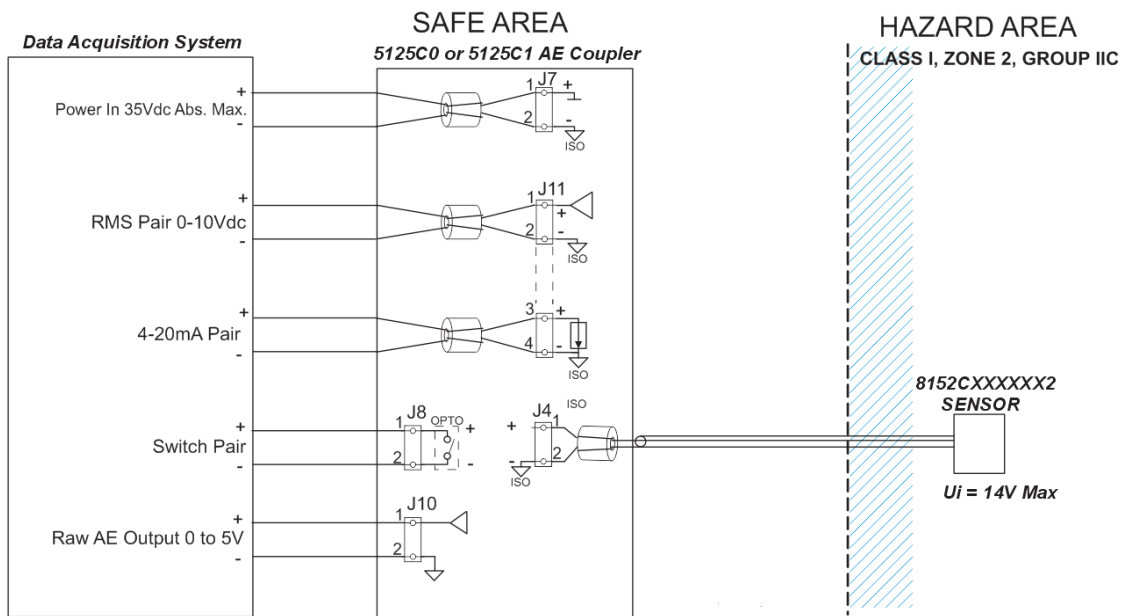 SAFE AREA
HAZARD AREA
Data Acquisition System
5125C0 or 5125C1 AE Coupler
CLASS I, ZONE 2, GROUP IIC
J7
+
Power In 35Vdc Abs. Max.
-
1
+
2
-
ISO
J11
+
RMS Pair 0-10Vdc
-
1
+
2
-
ISO
+
4-20mA Pair
-
3
+
4
-
ISO
8152CXXXXXX2
SENSOR
Ui = 14V Max
+
Switch Pair
-
J8
OPTO
1
+
2
-
ISO
J4
+
1
-
2
ISO
J10
+
Raw AE Output 0 to 5V
-
1
2